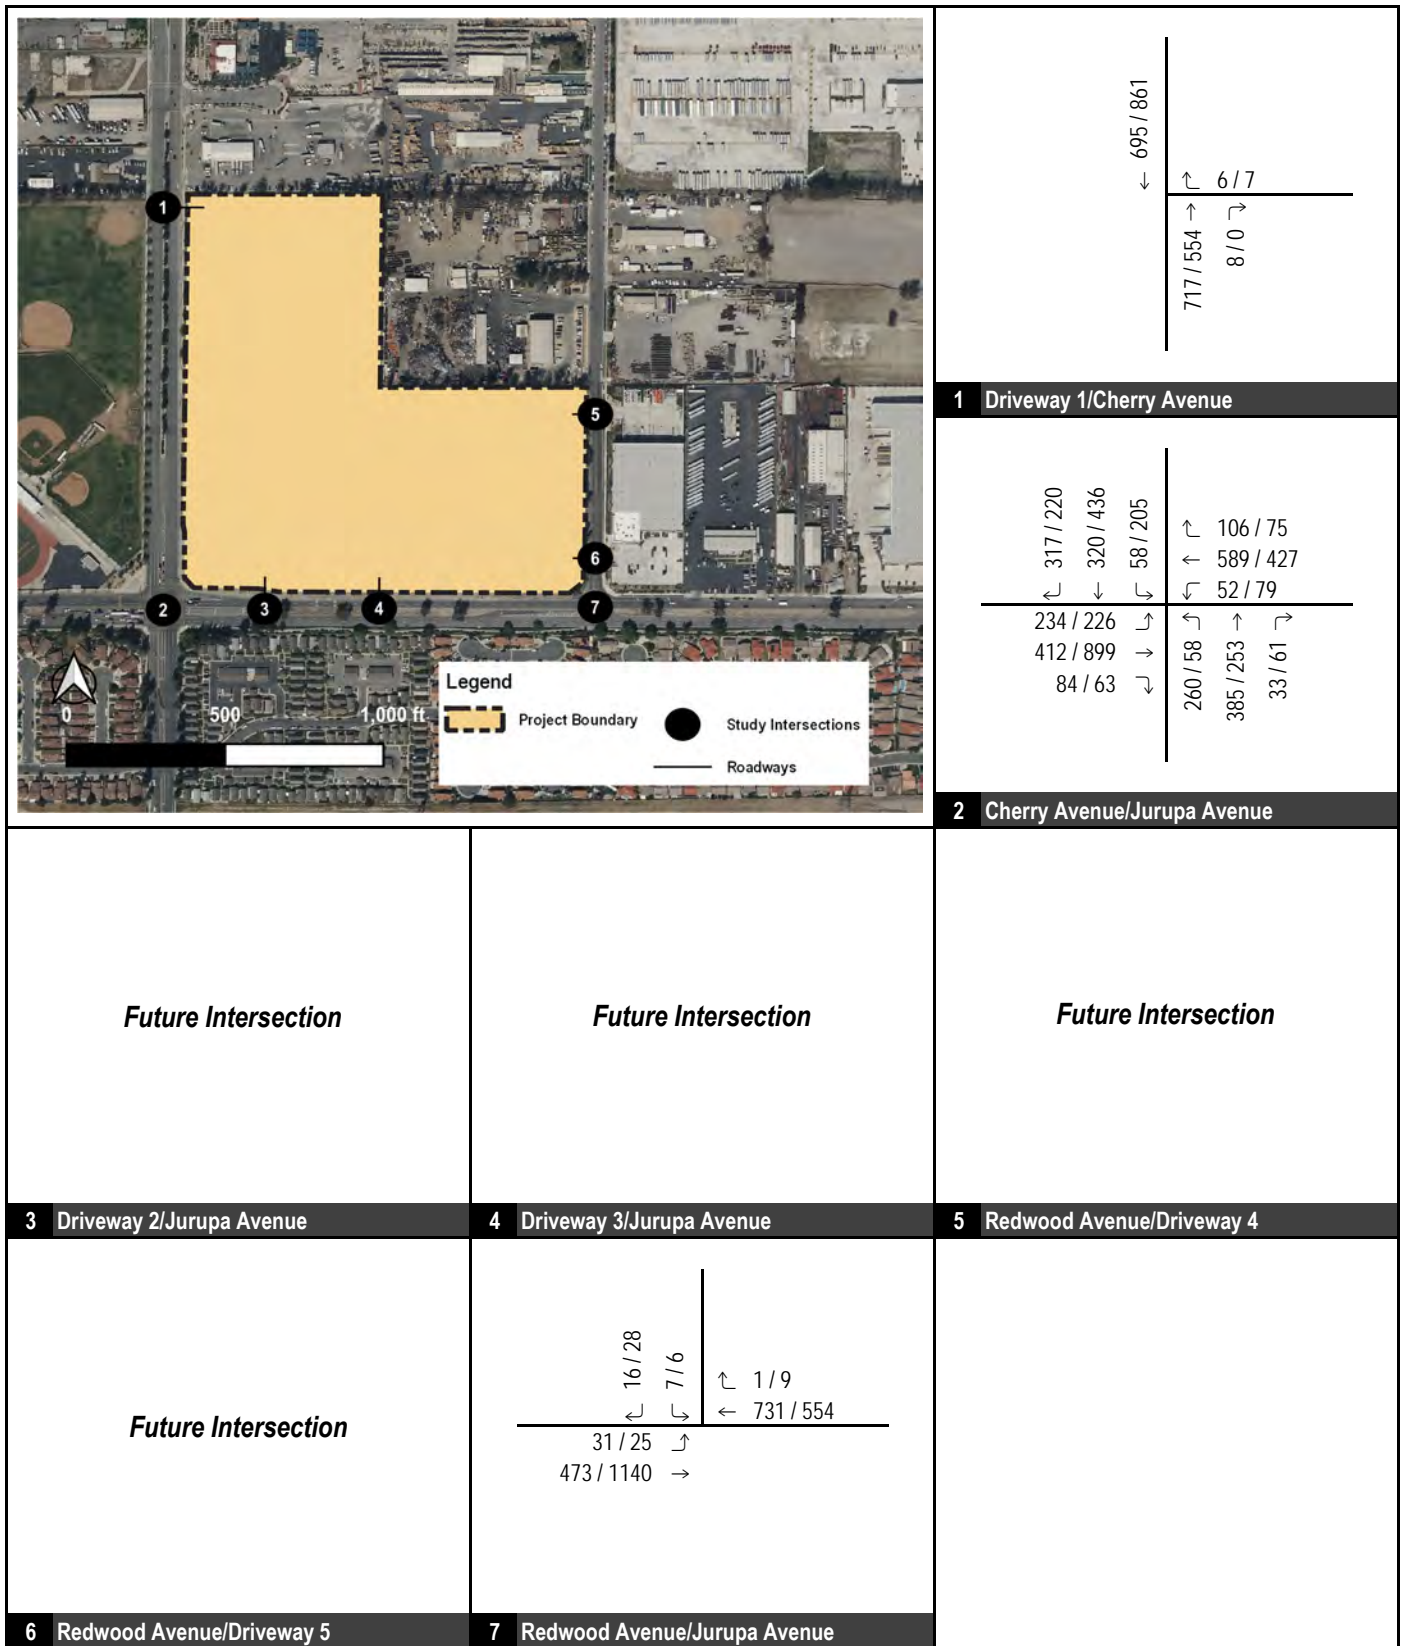 1
2
3
4
5
6
7
0 500 1,000 ft
Legend
Project Boundary
Study Intersections
Roadways
695 / 861
↓
↑ 6 / 7
717 / 554 →
8 / 0
1 Driveway 1/Cherry Avenue
317 / 220
320 / 436
58 / 205
106 / 75
← 589 / 427
52 / 79
234 / 226
412 / 899 →
84 / 63
260 / 58
385 / 253
33 / 61
2 Cherry Avenue/Jurupa Avenue
Future Intersection
3 Driveway 2/Jurupa Avenue
Future Intersection
4 Driveway 3/Jurupa Avenue
Future Intersection
5 Redwood Avenue/Driveway 4
Future Intersection
6 Redwood Avenue/Driveway 5
16 / 28
7 / 6
1 / 9
← 731 / 554
31 / 25
473 / 1140 →
7 Redwood Avenue/Jurupa Avenue